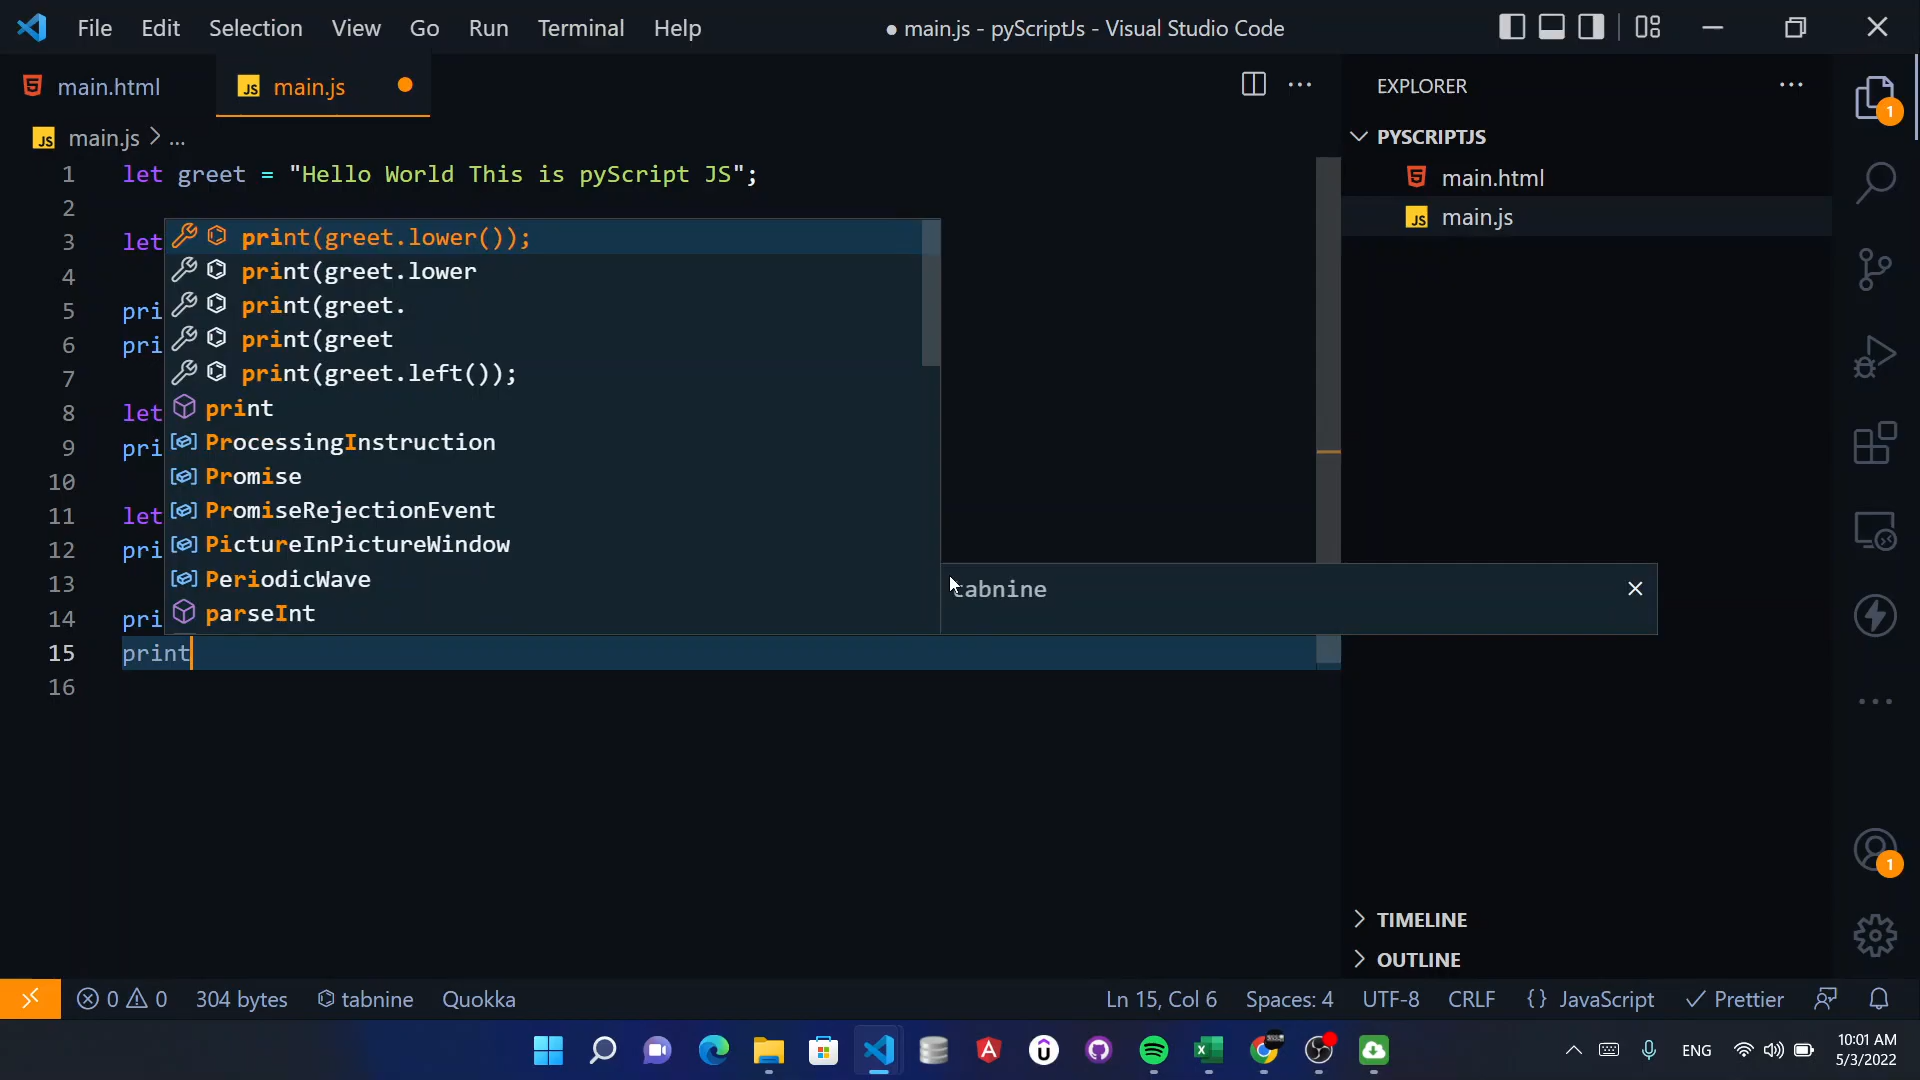 File Edit Selection View Go Run Terminal Help
● main.js - pyScriptJs - Visual Studio Code
main.html
JS main.js
EXPLORER
JS main.js > ...
PYSCRIPTJS
main.html
JS main.js
1 let greet = "Hello World This is pyScript JS";
2
3 let
4
5 pri
6 pri
7
8 let
9 pri
10
11 let
12 pri
13
14 pri
15 print
16
print(greet.lower());
print(greet.lower
print(greet.
print(greet
print(greet.left());
print
ProcessingInstruction
Promise
PromiseRejectionEvent
PictureInPictureWindow
PeriodicWave
parseInt
tabnine
1
1
TIMELINE
OUTLINE
0 0 304 bytes tabnine Quokka
Ln 15, Col 6 Spaces: 4 UTF-8 CRLF {} JavaScript Prettier
ENG
10:01 AM
5/3/2022